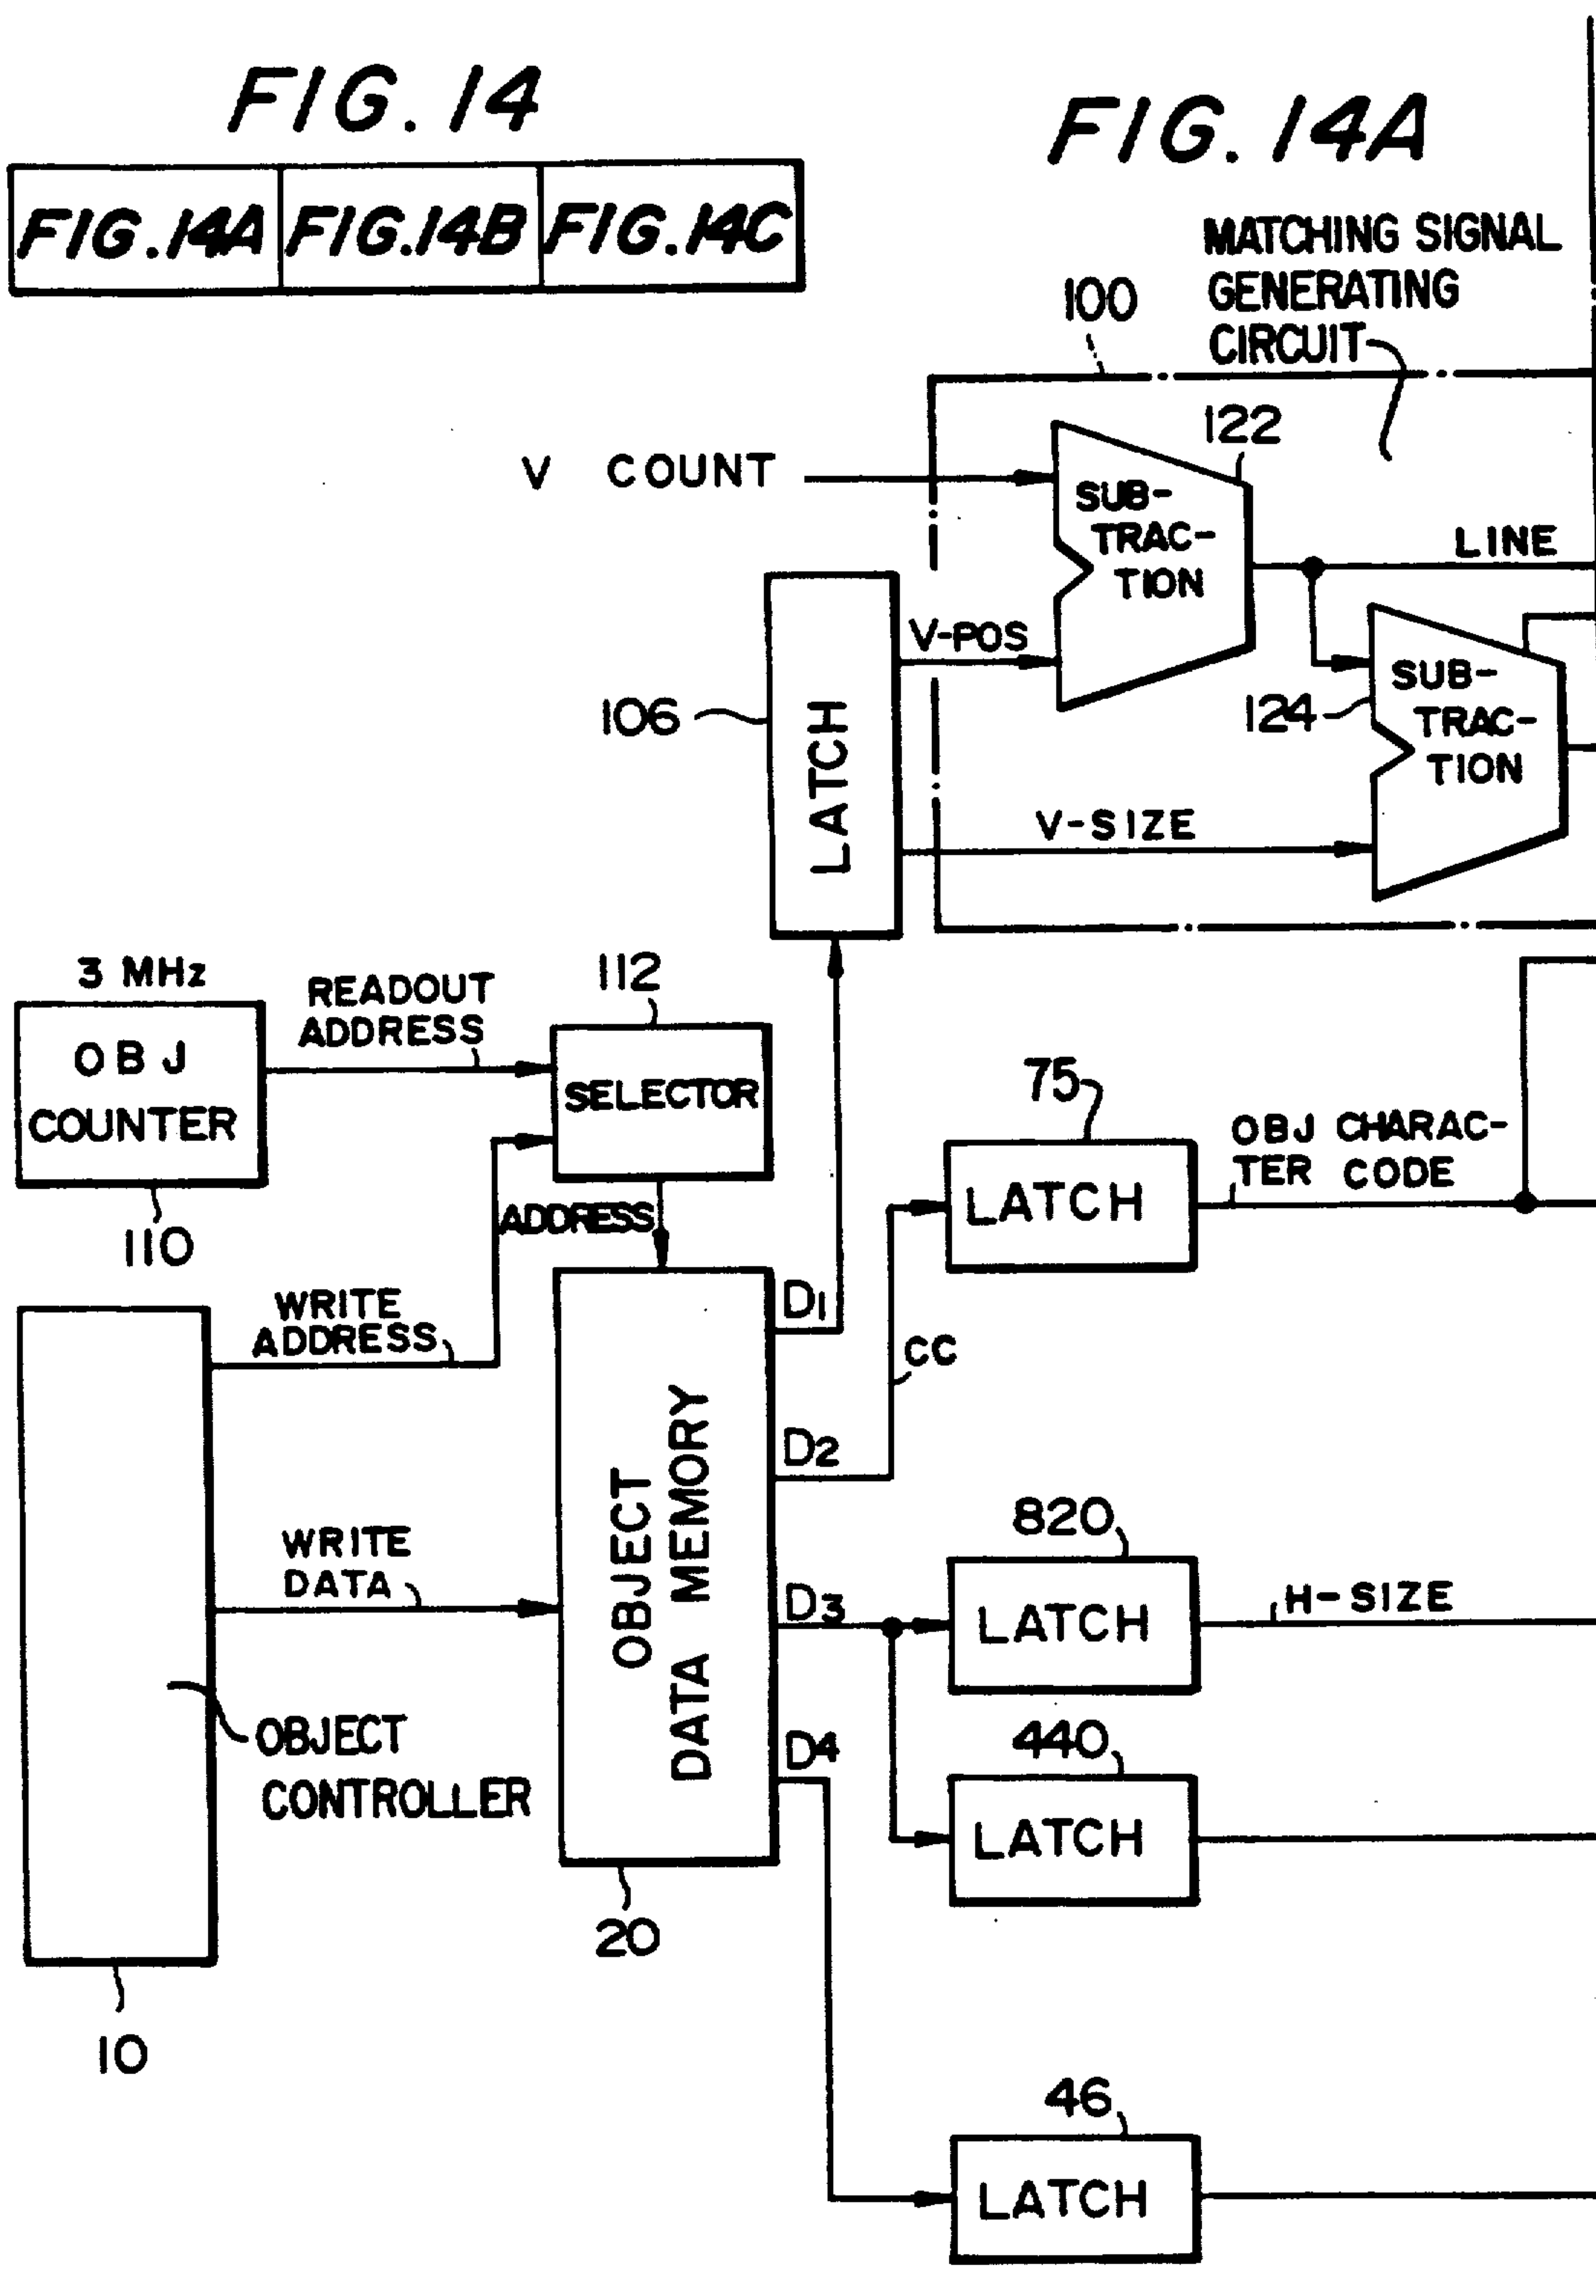 FIG. 14
FIG.14A FIG.14B FIG.14C
FIG. 14A
MATCHING SIGNAL
GENERATING
CIRCUIT
100
122
V COUNT
SUB-
TRAC-
TION
LINE
V-POS
106
LATCH
124
SUB-
TRAC-
TION
V-SIZE
3 MHz
OBJ
COUNTER
110
READOUT
ADDRESS
112
SELECTOR
ADDRESS
75
LATCH
OBJ CHARAC-
TER CODE
WRITE
ADDRESS
D1
CC
D2
WRITE
DATA
OBJECT
DATA MEMORY
820
D3
LATCH
H-SIZE
OBJECT
CONTROLLER
D4
440
LATCH
20
10
46
LATCH